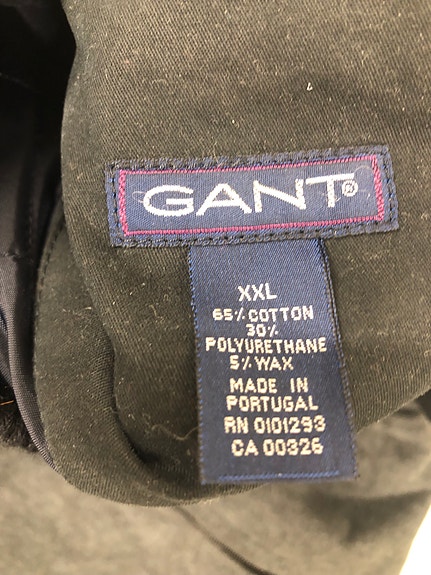 GANT®
XXL
65% COTTON
30%
POLYURETHANE
5% WAX
MADE IN
PORTUGAL
RN 0101293
CA 00326